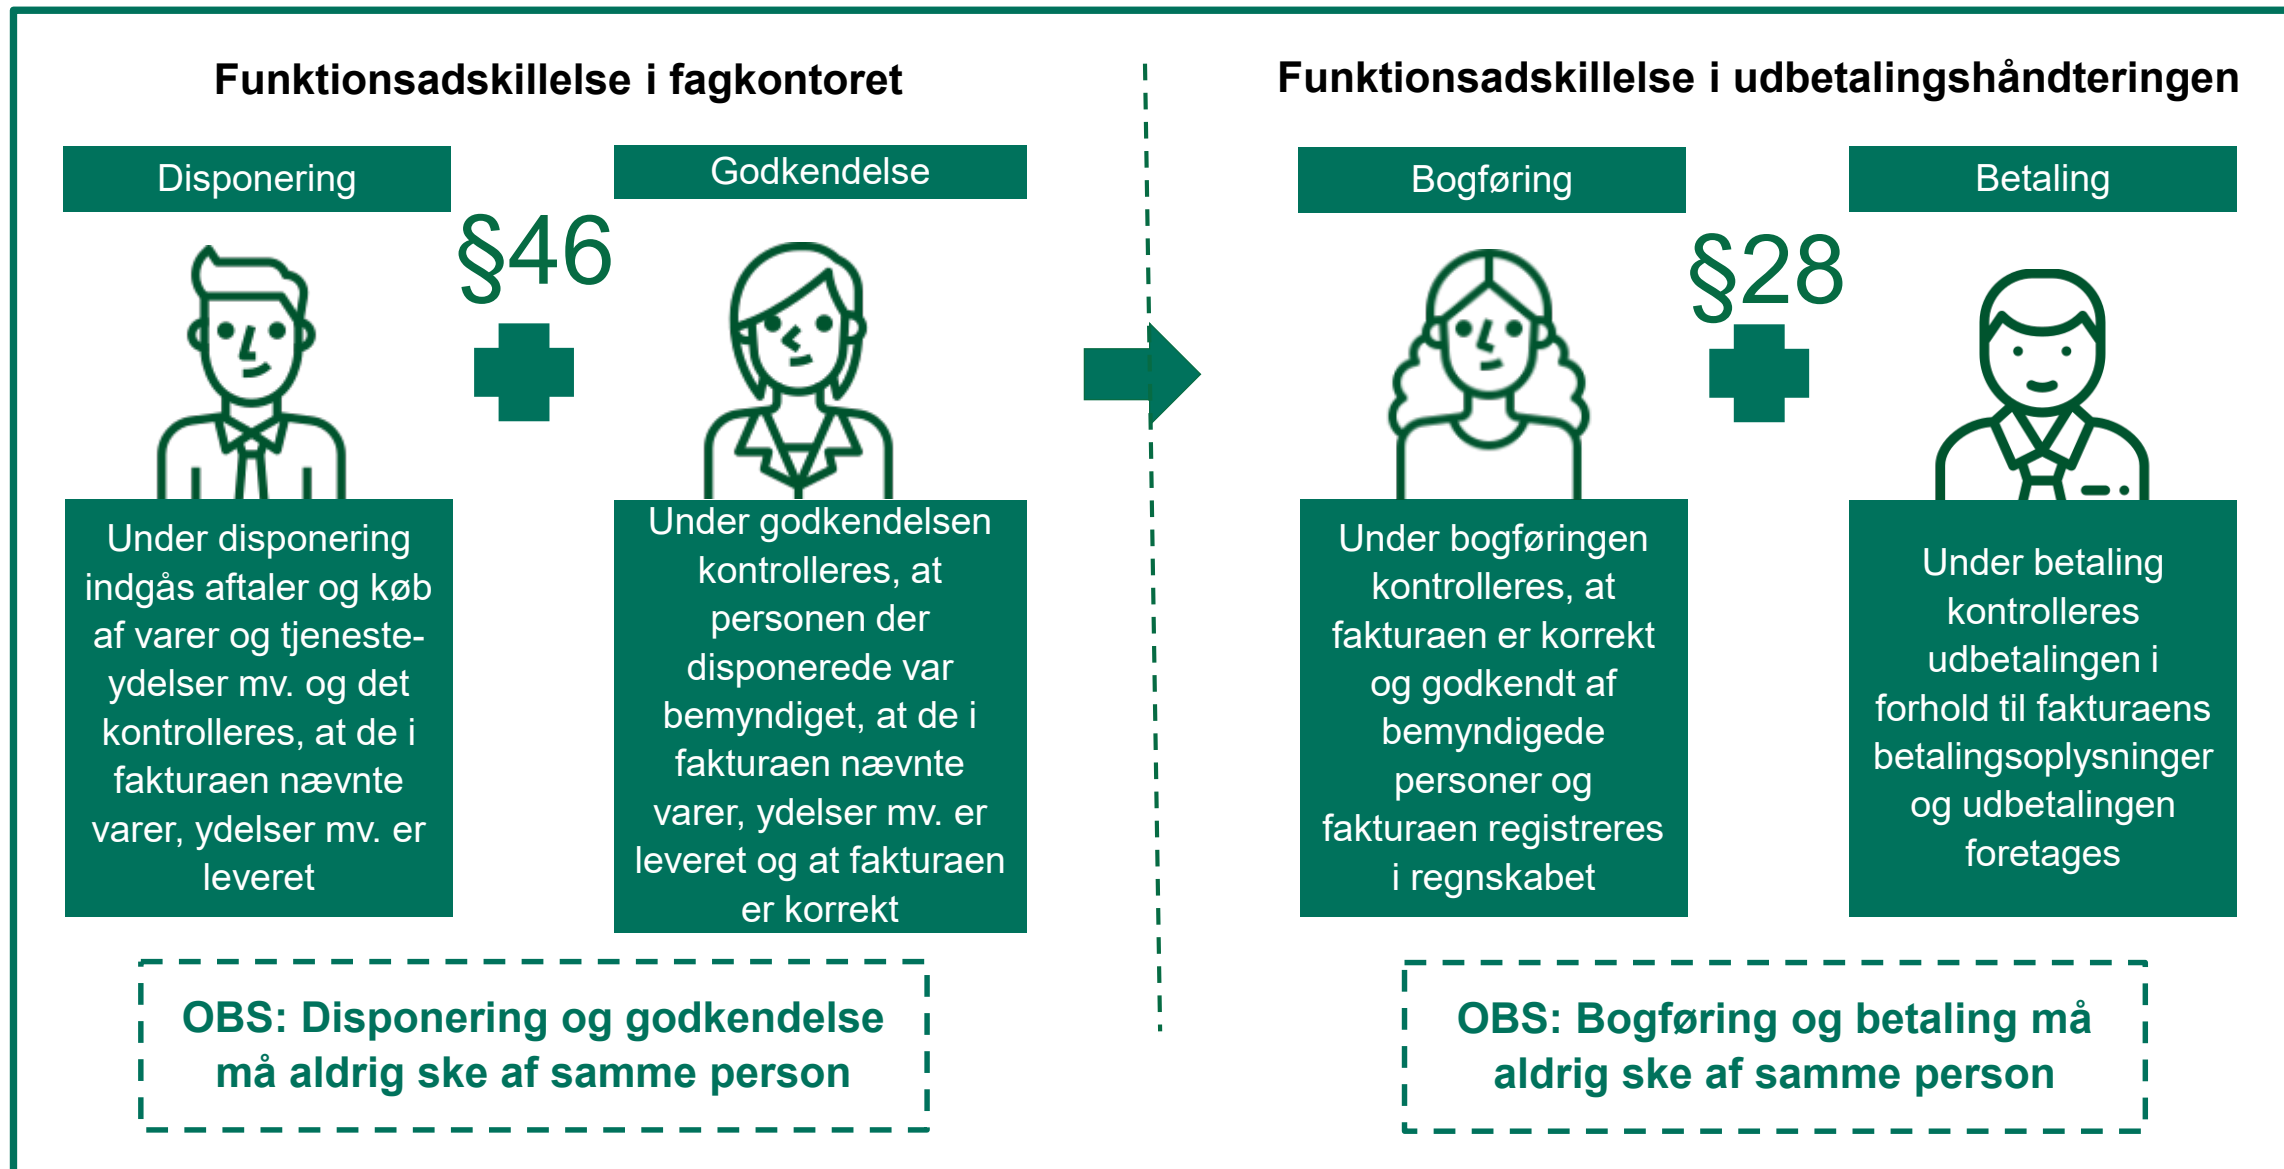 Funktionsadskillelse i fagkontoret
Disponering
§46
Godkendelse
Under disponering
indgås aftaler og køb
af varer og tjeneste-
ydelser mv. og det
kontrolleres, at de i
fakturaen nævnte
varer, ydelser mv. er
leveret
Under godkendelsen
kontrolleres, at
personen der
disponerede var
bemyndiget, at de i
fakturaen nævnte
varer, ydelser mv. er
leveret og at fakturaen
er korrekt
OBS: Disponering og godkendelse
må aldrig ske af samme person
Funktionsadskillelse i udbetalingshåndteringen
Bogføring
§28
Betaling
Under bogføringen
kontrolleres, at
fakturaen er korrekt
og godkendt af
bemyndigede
personer og
fakturaen registreres
i regnskabet
Under betaling
kontrolleres
udbetalingen i
forhold til fakturaens
betalingsoplysninger
og udbetalingen
foretages
OBS: Bogføring og betaling må
aldrig ske af samme person